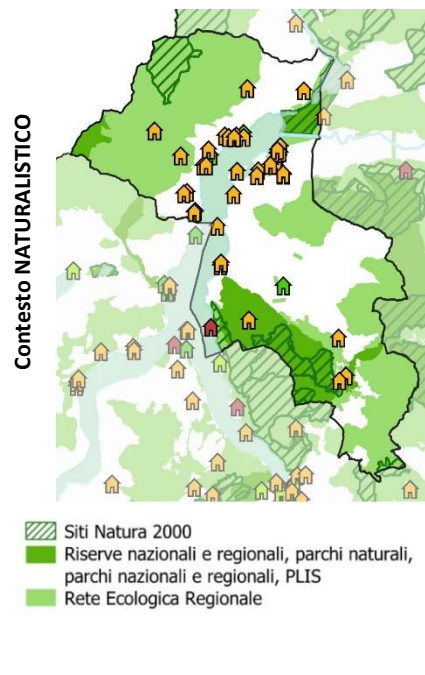 Contesto NATURALISTICO
Siti Natura 2000
Riserve nazionali e regionali, parchi naturali,
parchi nazionali e regionali, PLIS
Rete Ecologica Regionale